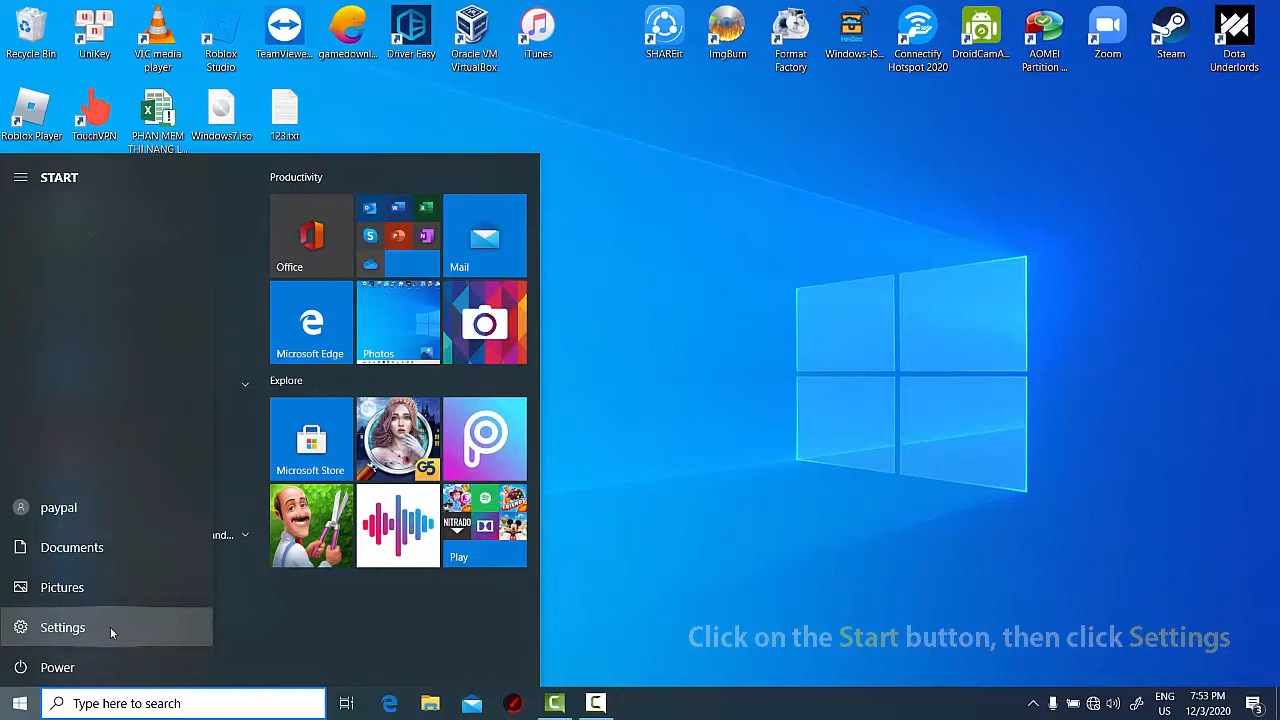 Recycle Bin
UniKey
VLC media player
Roblox Studio
TeamViewe...
gamedownl...
Driver Easy
Oracle VM VirtualBox
iTunes
SHAREit
ImgBurn
Format Factory
Windows-IS...
Connectify Hotspot 2020
DroidCamA...
AOMEI Partition ...
Zoom
Steam
Dota Underlords
Roblox Player
TouchVPN
PHAN MEM THI NANG L...
Windows7.iso
123.txt
START
Productivity
Office
Mail
Microsoft Edge
Photos
Explore
Microsoft Store
G5
NITRADO
Play
and...
paypal
Documents
Pictures
Settings
Power
Click on the Start button, then click Settings
Type here to search
ENG
US
7:53 PM
12/3/2020
3